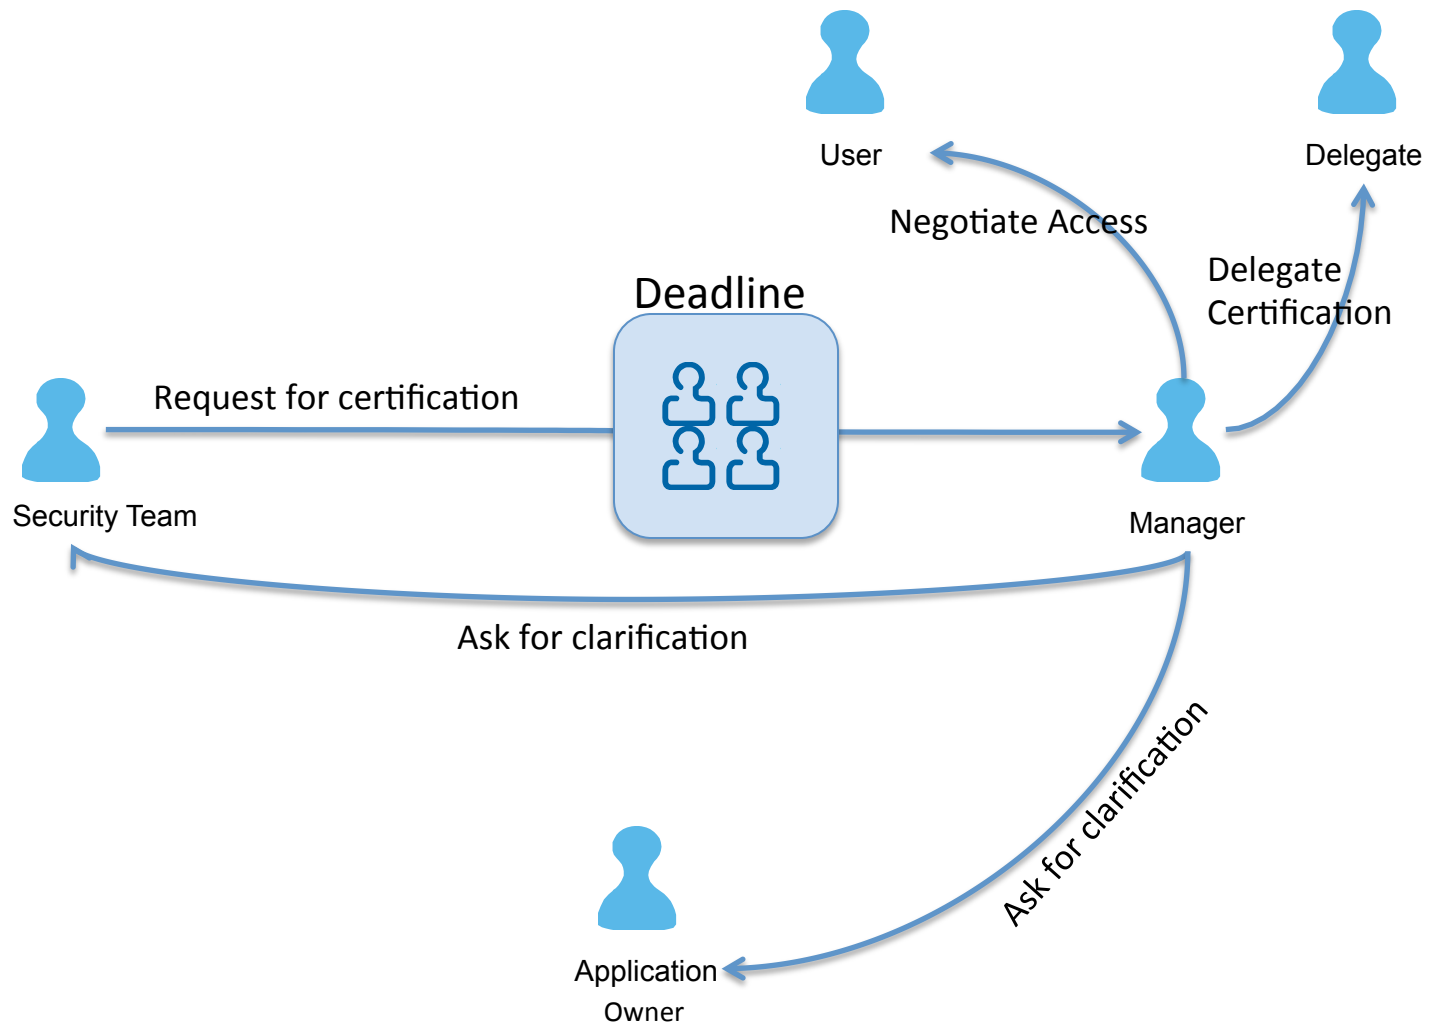 User
Delegate
Negotiate Access
Delegate
Certification
Deadline
Request for certification
Security Team
Manager
Ask for clarification
Ask for clarification
Application
Owner